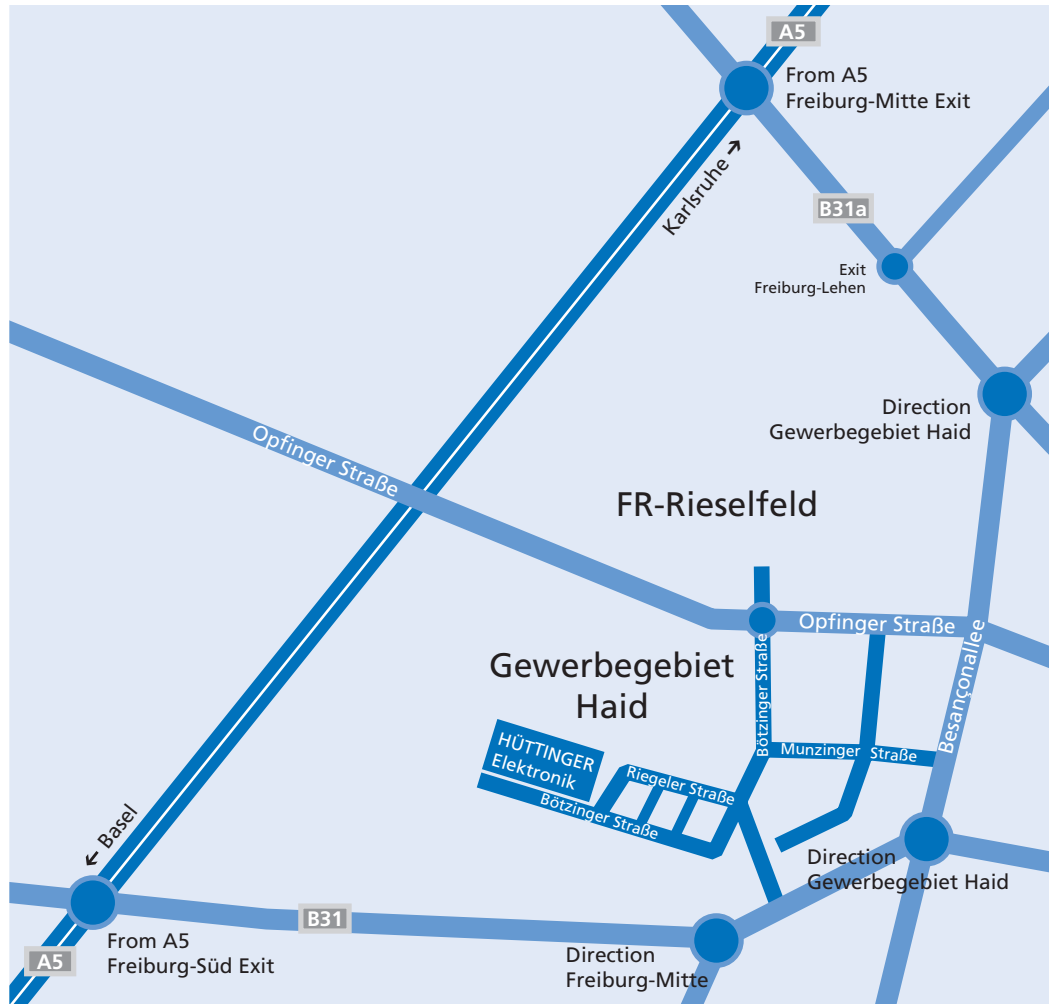 A5
From A5
Freiburg-Mitte Exit
Karlsruhe →
B31a
Exit
Freiburg-Lehen
Direction
Gewerbegebiet Haid
Opfinger Straße
FR-Rieselfeld
Opfinger Straße
Besançonallee
Gewerbegebiet
Haid
Bötzinger Straße
Munzinger Straße
HÜTTINGER
Elektronik
Riegeler Straße
Bötzinger Straße
← Basel
Direction
Gewerbegebiet Haid
B31
From A5
Freiburg-Süd Exit
A5
Direction
Freiburg-Mitte